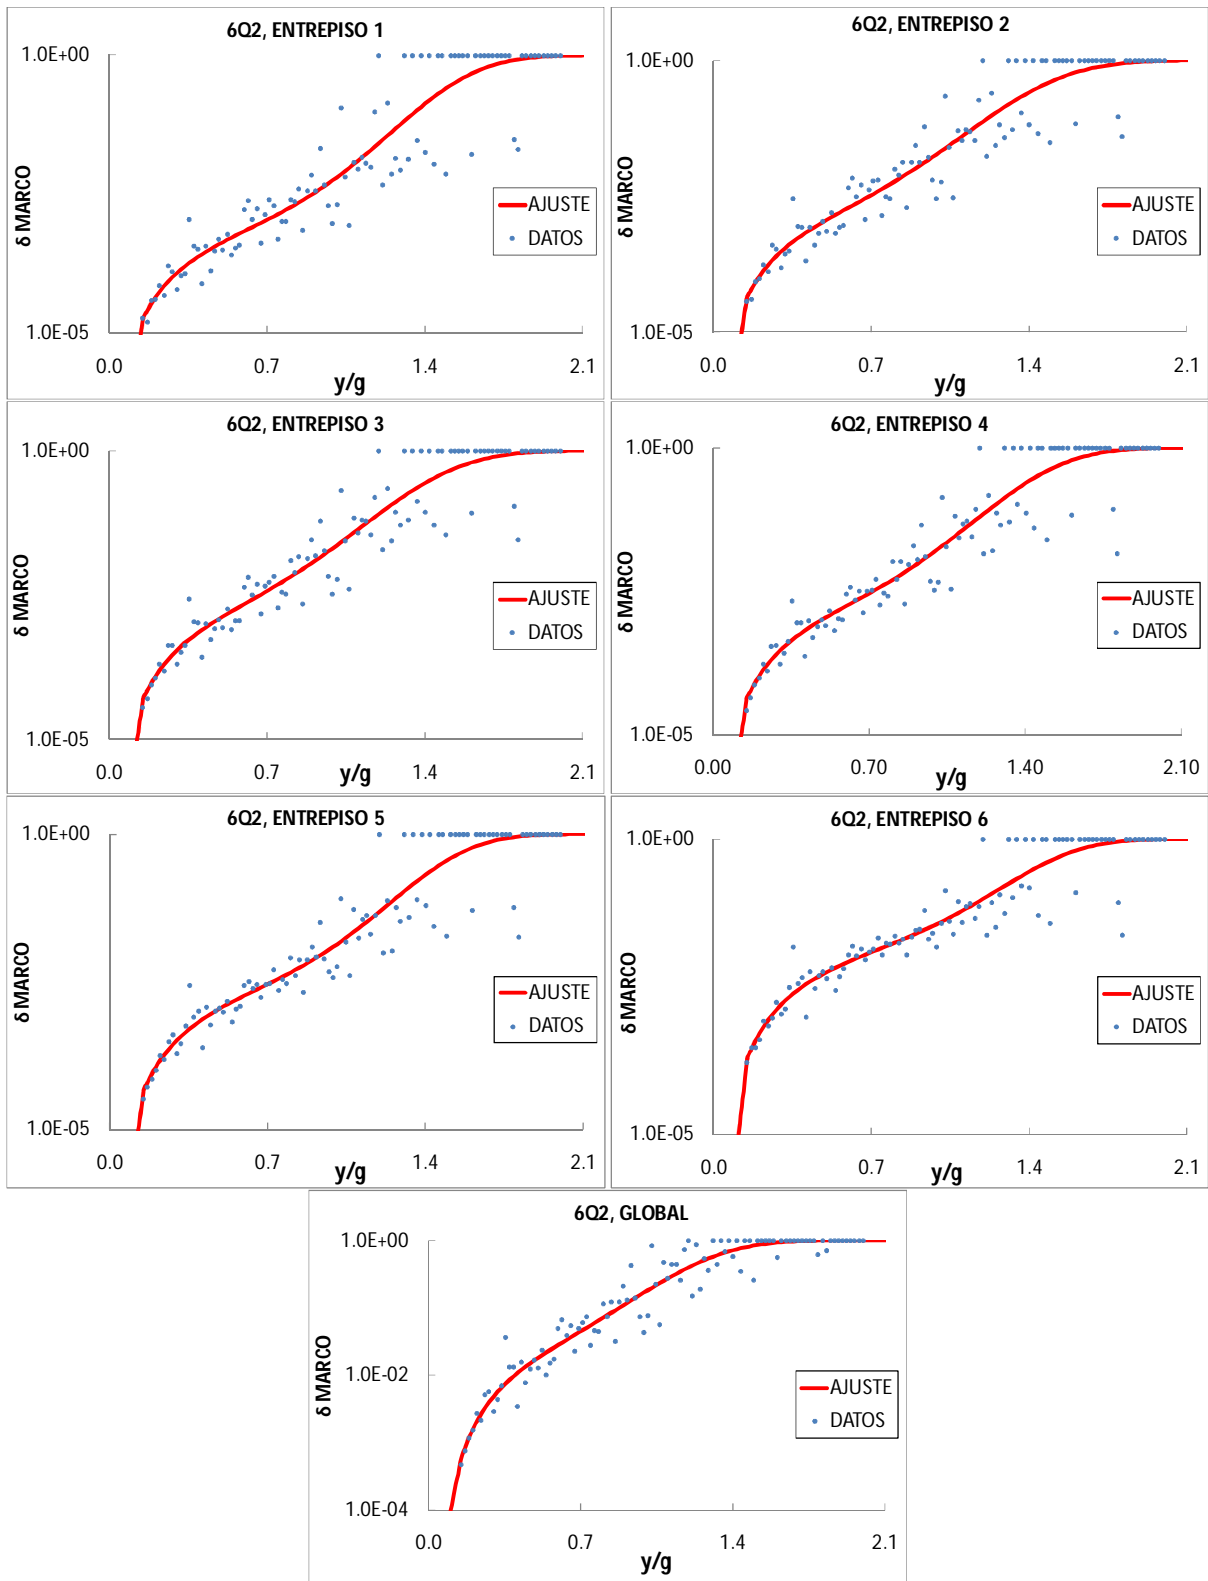 6Q2, ENTREPISO 1
1.0E+00
δ MARCO
AJUSTE
DATOS
1.0E-05
0.0
0.7
1.4
2.1
y/g
6Q2, ENTREPISO 2
1.0E+00
δ MARCO
AJUSTE
DATOS
1.0E-05
0.0
0.7
1.4
2.1
y/g
6Q2, ENTREPISO 3
1.0E+00
δ MARCO
AJUSTE
DATOS
1.0E-05
0.0
0.7
1.4
2.1
y/g
6Q2, ENTREPISO 4
1.0E+00
δ MARCO
AJUSTE
DATOS
1.0E-05
0.00
0.70
1.40
2.10
y/g
6Q2, ENTREPISO 5
1.0E+00
δ MARCO
AJUSTE
DATOS
1.0E-05
0.0
0.7
1.4
2.1
y/g
6Q2, ENTREPISO 6
1.0E+00
δ MARCO
AJUSTE
DATOS
1.0E-05
0.0
0.7
1.4
2.1
y/g
6Q2, GLOBAL
1.0E+00
δ MARCO
1.0E-02
AJUSTE
DATOS
1.0E-04
0.0
0.7
1.4
2.1
y/g